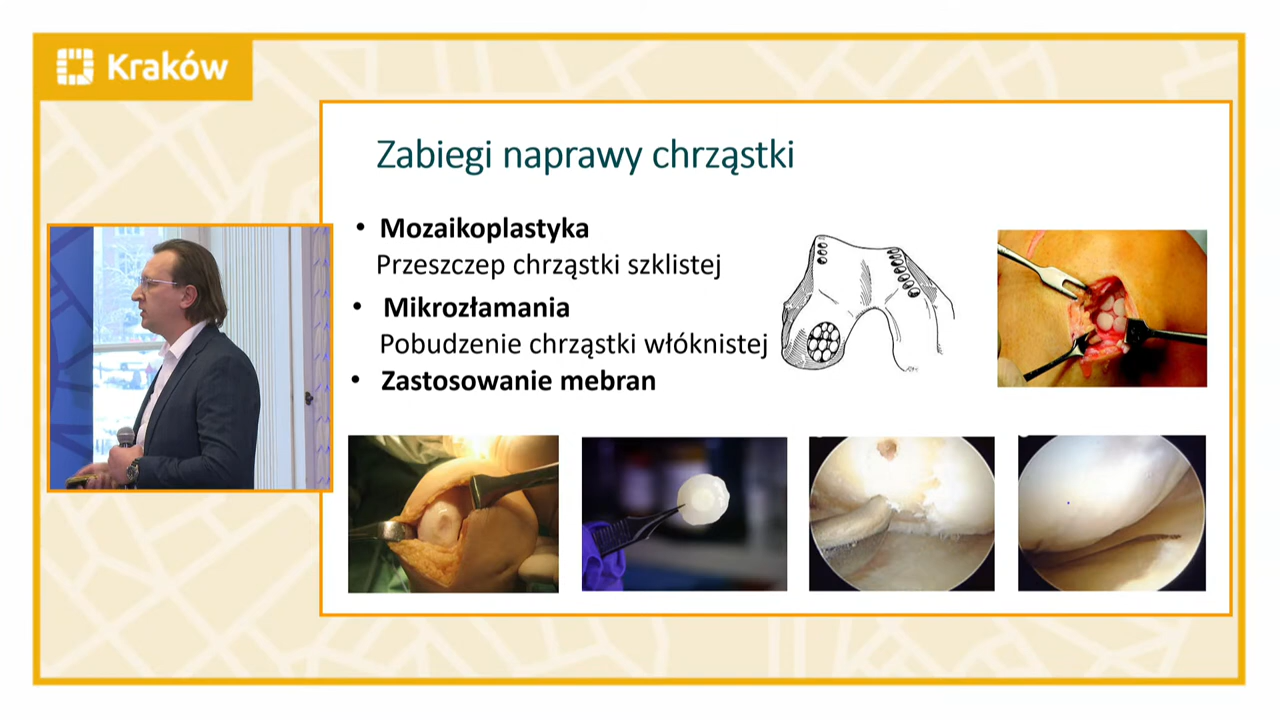 Kraków
Zabiegi naprawy chrząstki
• Mozaikoplastyka
Przeszczep chrząstki szklistej
• Mikrozłamania
Pobudzenie chrząstki włóknistej
• Zastosowanie mebran